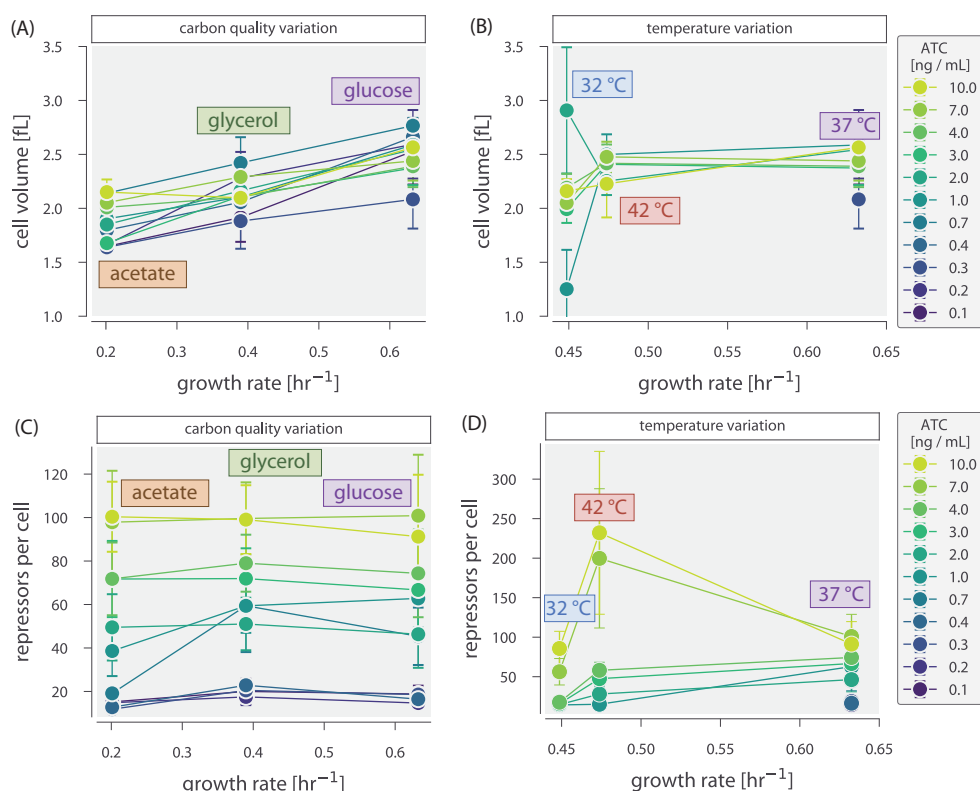 (A)
carbon quality variation
cell volume [fL]
3.5
3.0
2.5
2.0
1.5
1.0
glucose
glycerol
acetate
0.2 0.3 0.4 0.5 0.6
growth rate [hr⁻¹]
(B)
temperature variation
cell volume [fL]
3.5
3.0
2.5
2.0
1.5
1.0
32 °C
37 °C
42 °C
0.45 0.50 0.55 0.60 0.65
growth rate [hr⁻¹]
ATC
[ng / mL]
10.0
7.0
4.0
3.0
2.0
1.0
0.7
0.4
0.3
0.2
0.1
(C)
carbon quality variation
repressors per cell
120
100
80
60
40
20
glycerol
acetate
glucose
0.2 0.3 0.4 0.5 0.6
growth rate [hr⁻¹]
(D)
temperature variation
repressors per cell
300
250
200
150
100
50
42 °C
37 °C
32 °C
0.45 0.50 0.55 0.60 0.65
growth rate [hr⁻¹]
ATC
[ng / mL]
10.0
7.0
4.0
3.0
2.0
1.0
0.7
0.4
0.3
0.2
0.1